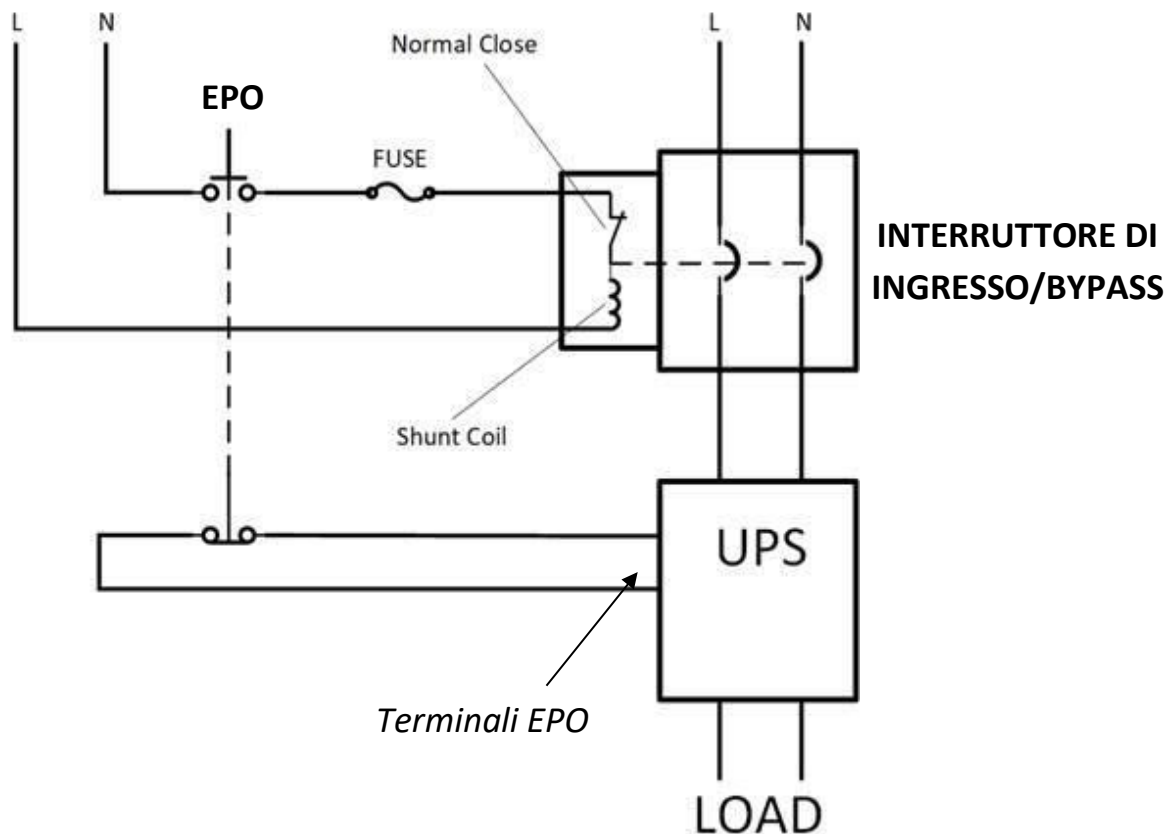 L
N
L
N
Normal Close
EPO
FUSE
INTERRUTTORE DI
INGRESSO/BYPASS
Shunt Coil
UPS
Terminali EPO
LOAD